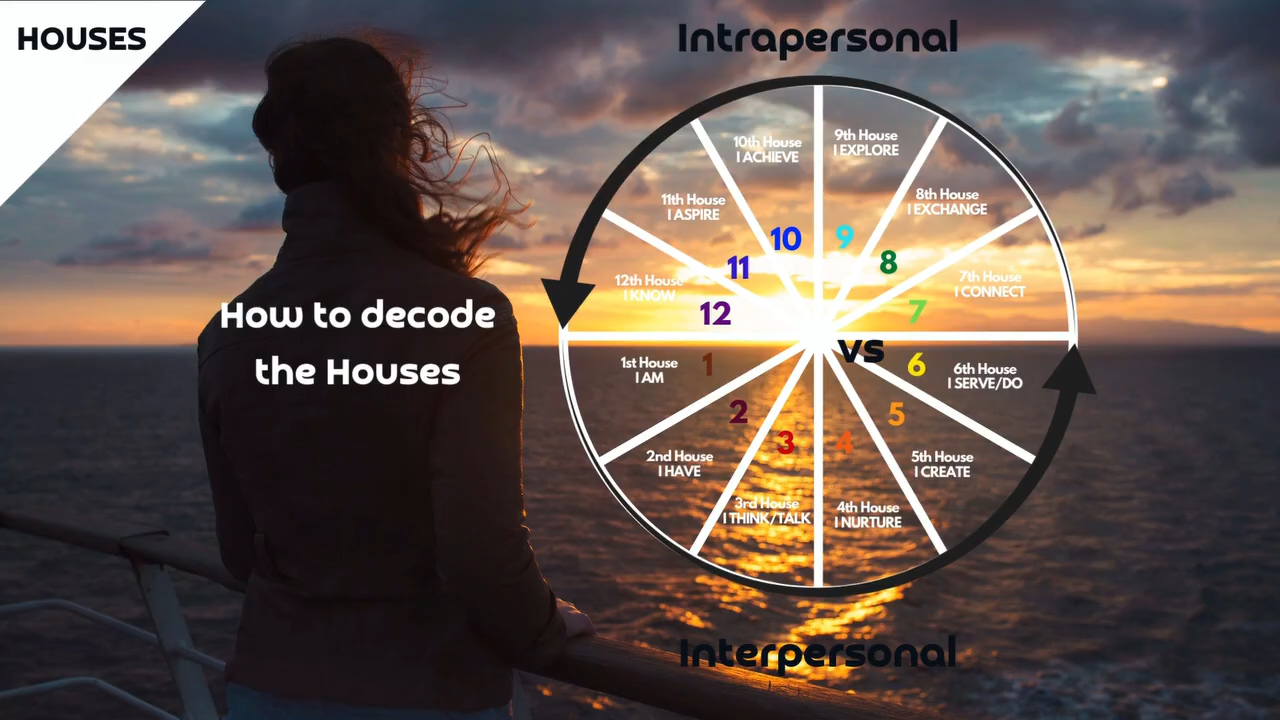 HOUSES
Intrapersonal
How to decode
the Houses
10th House
I ACHIEVE
9th House
I EXPLORE
11th House
I ASPIRE
8th House
I EXCHANGE
12th House
I KNOW
7th House
I CONNECT
10
9
11
8
12
7
VS
1st House
I AM
1
6
6th House
I SERVE/DO
2
5
3
4
2nd House
I HAVE
5th House
I CREATE
3rd House
I THINK/TALK
4th House
I NURTURE
Interpersonal